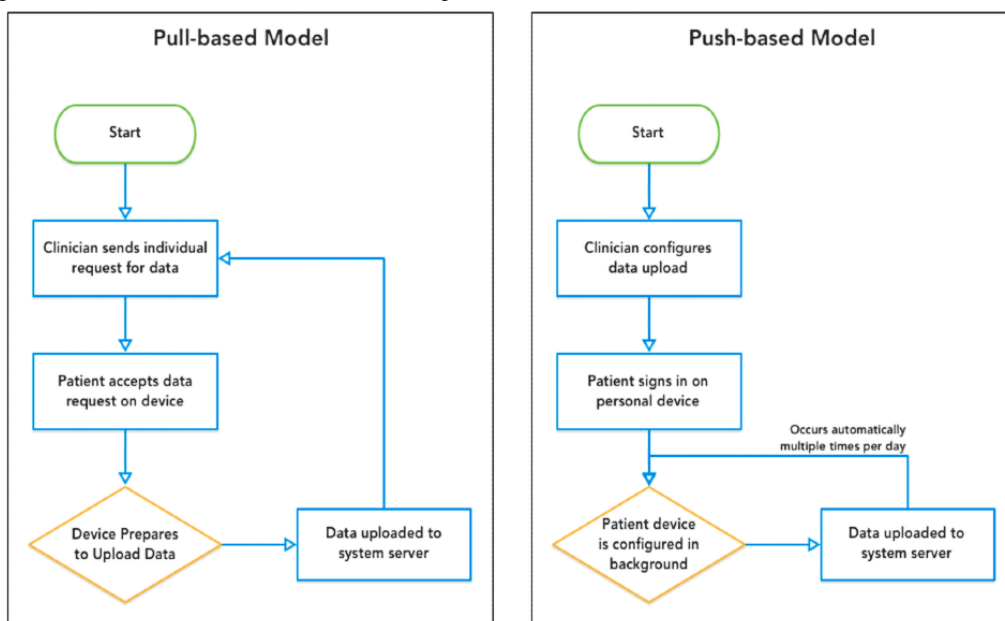 Pull-based Model
Start
Clinician sends individual
request for data
Patient accepts data
request on device
Device Prepares
to Upload Data
Data uploaded to
system server
Push-based Model
Start
Clinician configures
data upload
Patient signs in on
personal device
Occurs automatically
multiple times per day
Patient device
is configured in
background
Data uploaded to
system server